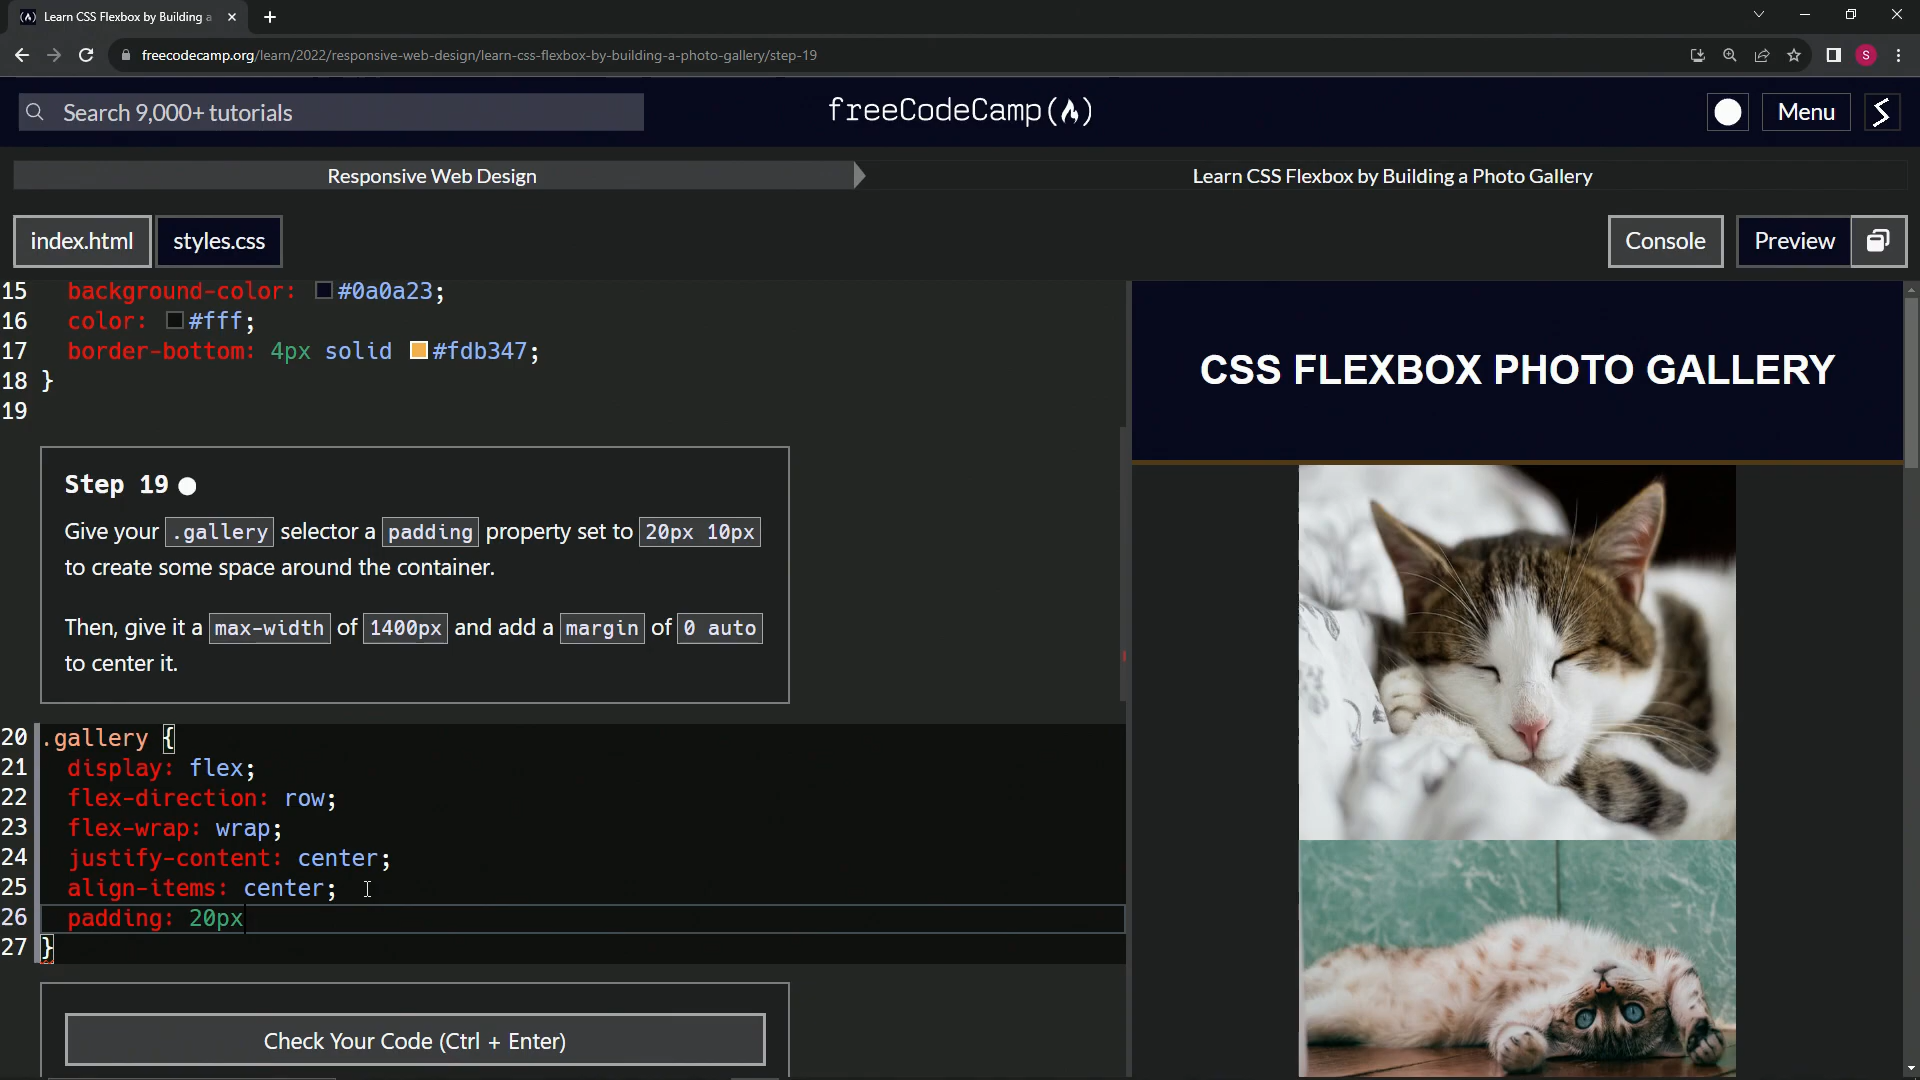 Learn CSS Flexbox by Building a
freecodecamp.org/learn/2022/responsive-web-design/learn-css-flexbox-by-building-a-photo-gallery/step-19
S
Search 9,000+ tutorials
freeCodeCamp
Menu
Responsive Web Design
Learn CSS Flexbox by Building a Photo Gallery
index.html
styles.css
Console
Preview
15 background-color: #0a0a23;
16 color: #fff;
17 border-bottom: 4px solid #fdb347;
18 }
19
Step 19
Give your .gallery selector a padding property set to 20px 10px
to create some space around the container.
Then, give it a max-width of 1400px and add a margin of 0 auto
to center it.
20 .gallery {
21 display: flex;
22 flex-direction: row;
23 flex-wrap: wrap;
24 justify-content: center;
25 align-items: center;
26 padding: 20px
27 }
Check Your Code (Ctrl + Enter)
CSS FLEXBOX PHOTO GALLERY